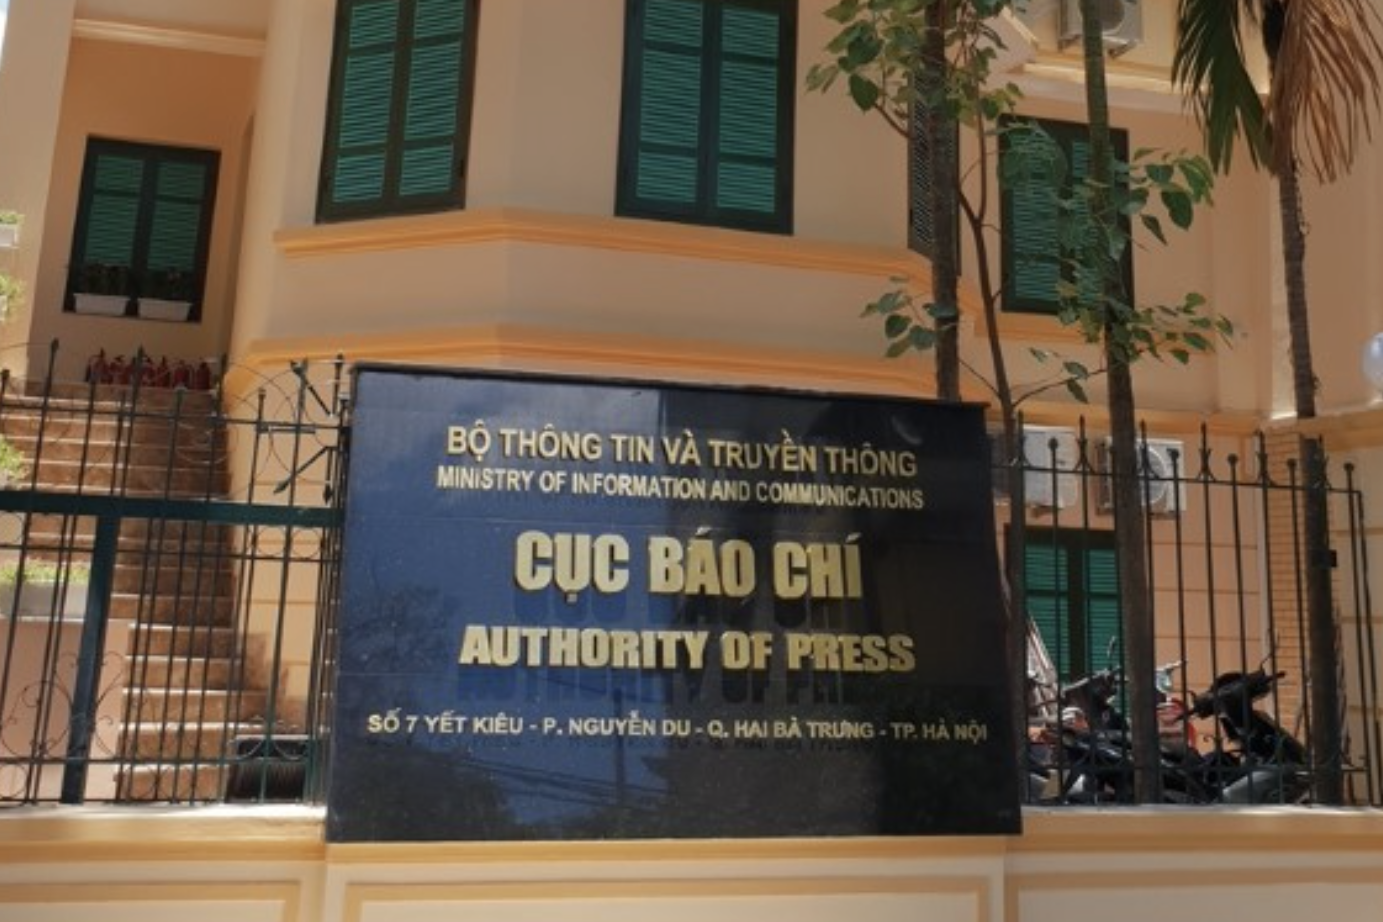 BỘ THÔNG TIN VÀ TRUYỀN THÔNG
MINISTRY OF INFORMATION AND COMMUNICATIONS
CỤC BÁO CHÍ
AUTHORITY OF PRESS
SỐ 7 YẾT KIÊU - P. NGUYỄN DU - Q. HAI BÀ TRƯNG - TP. HÀ NỘI